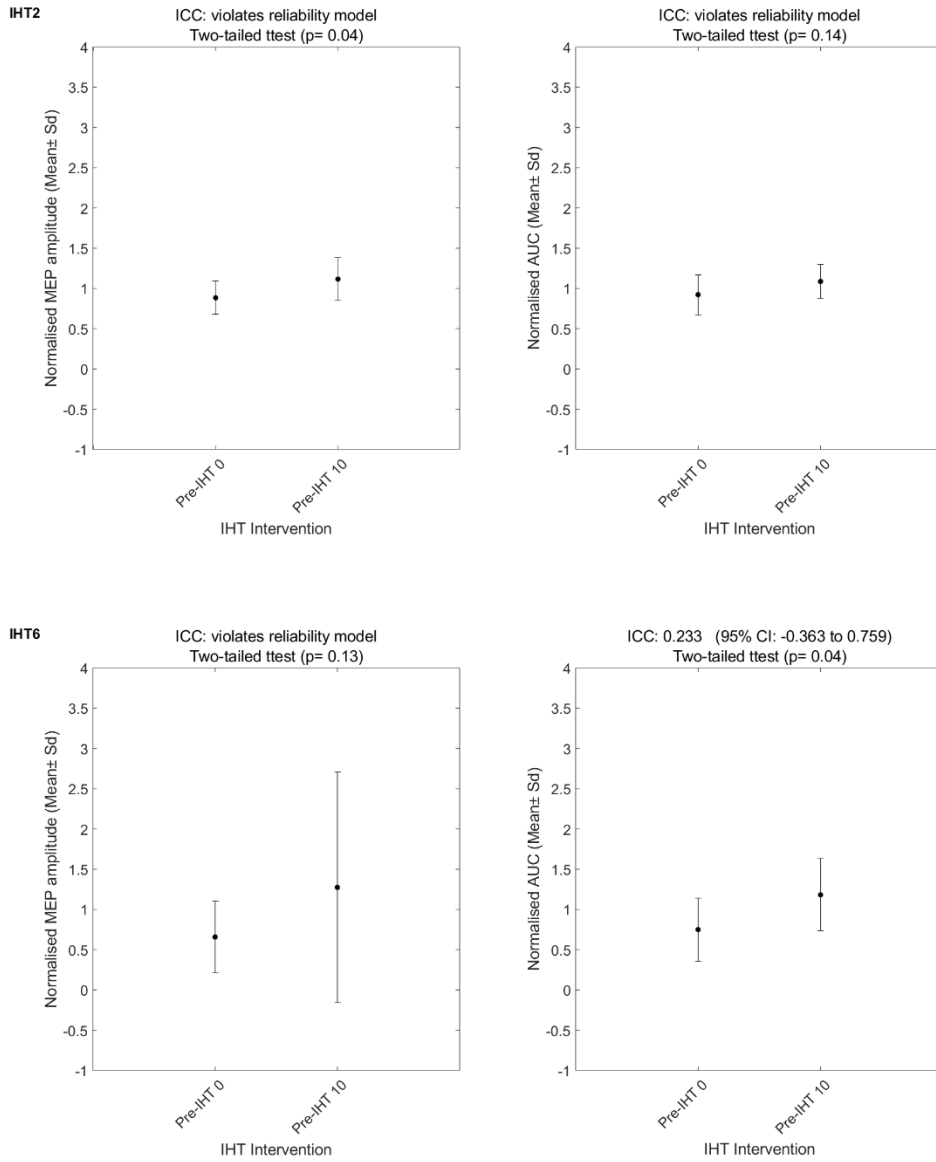 IHT2
ICC: violates reliability model
Two-tailed ttest (p= 0.04)
4
3.5
3
2.5
2
1.5
1
0.5
0
-0.5
-1
Normalised MEP amplitude (Mean± Sd)
Pre-IHT 0
Pre-IHT 10
IHT Intervention
ICC: violates reliability model
Two-tailed ttest (p= 0.14)
4
3.5
3
2.5
2
1.5
1
0.5
0
-0.5
-1
Normalised AUC (Mean± Sd)
Pre-IHT 0
Pre-IHT 10
IHT Intervention
IHT6
ICC: violates reliability model
Two-tailed ttest (p= 0.13)
4
3.5
3
2.5
2
1.5
1
0.5
0
-0.5
-1
Normalised MEP amplitude (Mean± Sd)
Pre-IHT 0
Pre-IHT 10
IHT Intervention
ICC: 0.233 (95% CI: -0.363 to 0.759)
Two-tailed ttest (p= 0.04)
4
3.5
3
2.5
2
1.5
1
0.5
0
-0.5
-1
Normalised AUC (Mean± Sd)
Pre-IHT 0
Pre-IHT 10
IHT Intervention